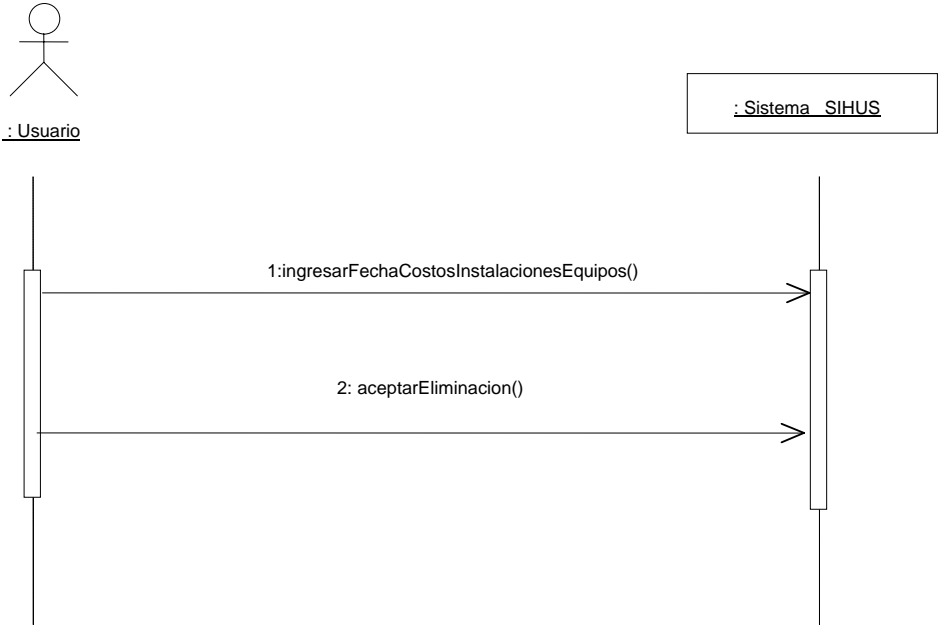 : Usuario
: Sistema SIHUS
1:ingresarFechaCostosInstalacionesEquipos()
2: aceptarEliminacion()